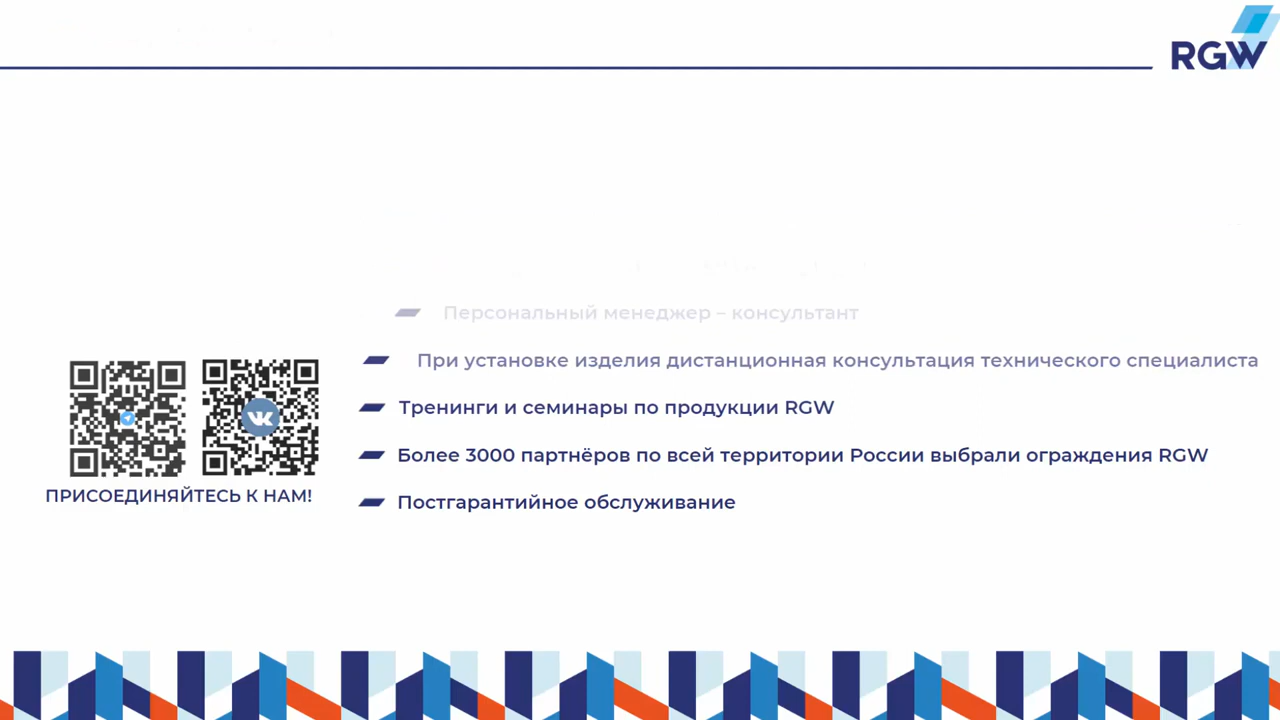 RGW
Персональный менеджер – консультант
При установке изделия дистанционная консультация технического специалиста
Тренинги и семинары по продукции RGW
Более 3000 партнёров по всей территории России выбрали ограждения RGW
Постгарантийное обслуживание
ПРИСОЕДИНЯЙТЕСЬ К НАМ!